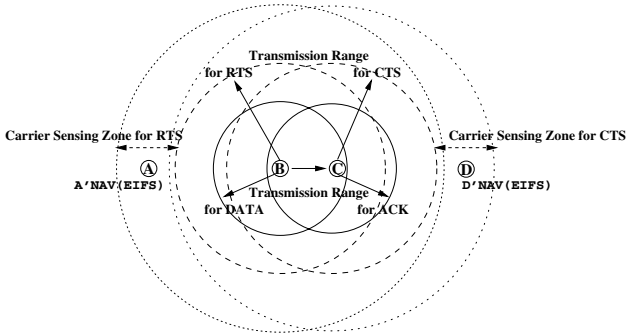 Transmission Range
for RTS
for CTS
Carrier Sensing Zone for RTS
Carrier Sensing Zone for CTS
A
B
C
D
A'NAV(EIFS)
D'NAV(EIFS)
Transmission Range
for DATA
for ACK